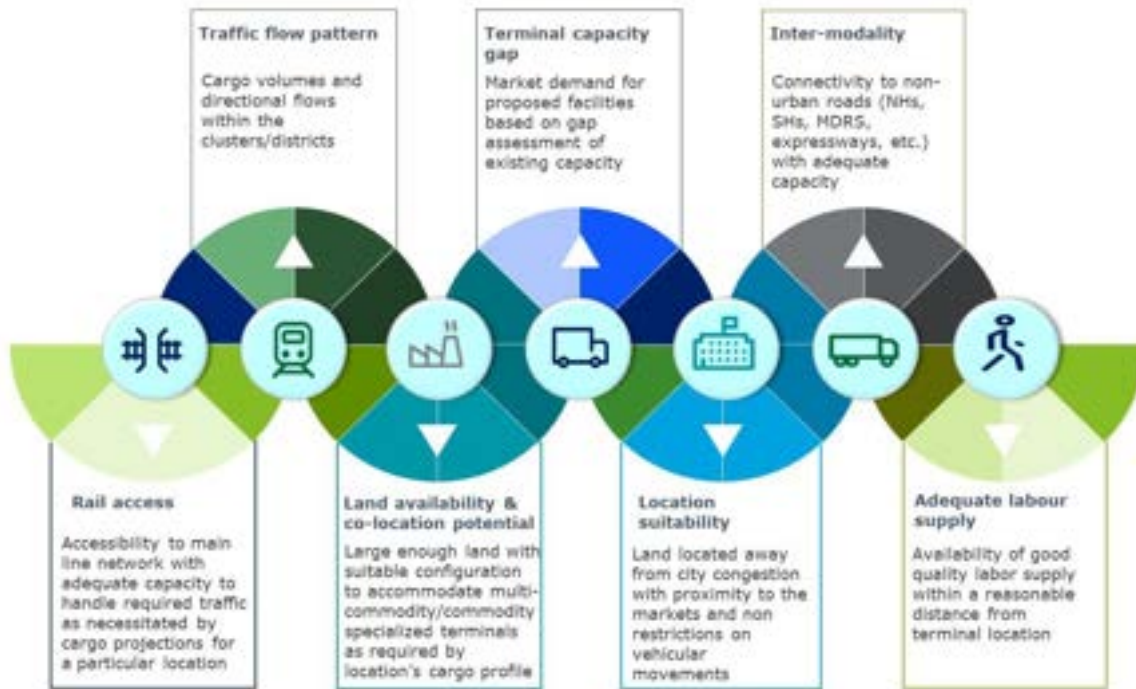 Traffic flow pattern
Cargo volumes and
directional flows
within the
clusters/districts
Terminal capacity
gap
Market demand for
proposed facilities
based on gap
assessment of
existing capacity
Inter-modality
Connectivity to non-
urban roads (NHs,
SHs, MDRS,
expressways, etc.)
with adequate
capacity
Rail access
Accessibility to main
line network with
adequate capacity to
handle required traffic
as necessitated by
cargo projections for
a particular location
Land availability &
co-location potential
Large enough land with
suitable configuration
to accommodate multi-
commodity/commodity
specialized terminals
as required by
location's cargo profile
Location
suitability
Land located away
from city congestion
with proximity to the
markets and non
restrictions on
vehicular
movements
Adequate labour
supply
Availability of good
quality labor supply
within a reasonable
distance from
terminal location